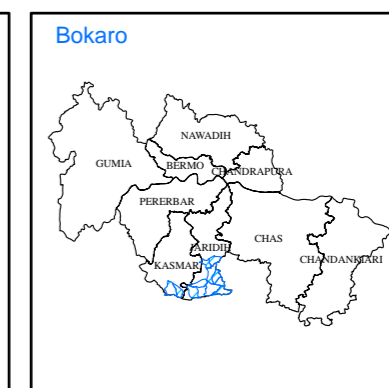 Bokaro
NAWADIH
GUMIA
BERMO
CHANDRAPURA
PERERBAR
JARIDIH
CHAS
KASMAR
CHANDANKIARI